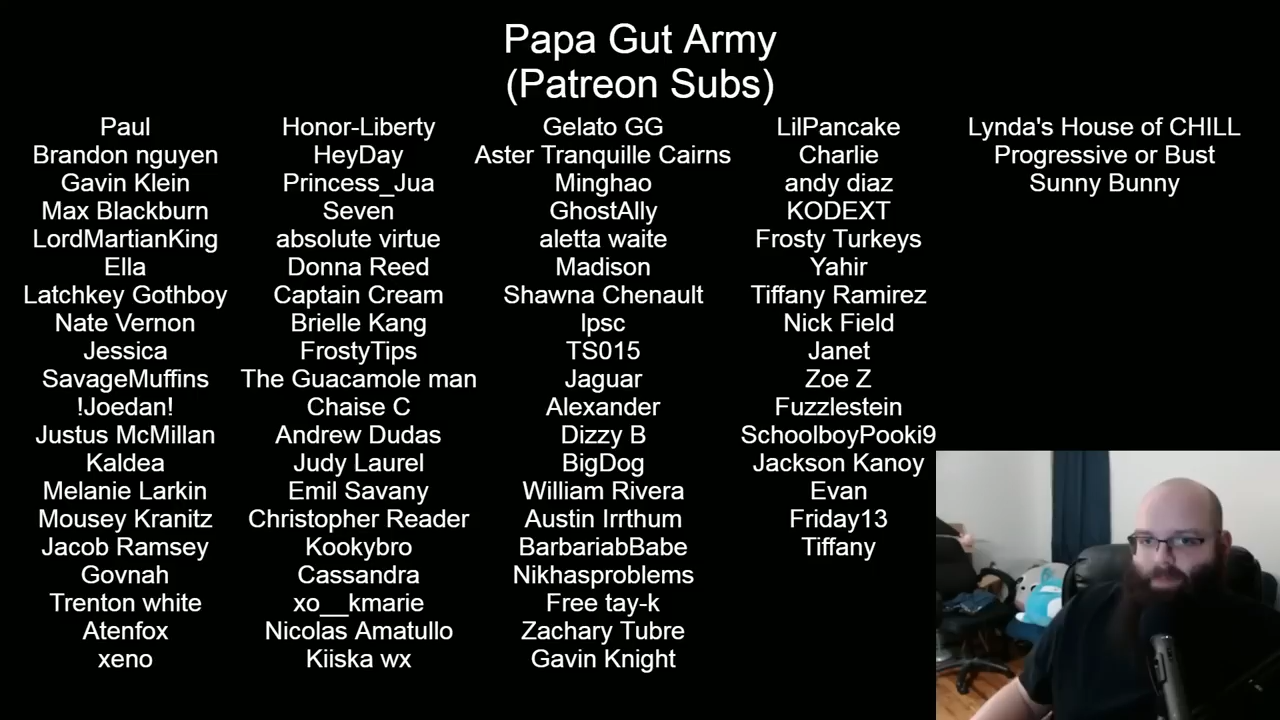 Papa Gut Army
(Patreon Subs)
Paul
Brandon nguyen
Gavin Klein
Max Blackburn
LordMartianKing
Ella
Latchkey Gothboy
Nate Vernon
Jessica
SavageMuffins
!Joedan!
Justus McMillan
Kaldea
Melanie Larkin
Mousey Kranitz
Jacob Ramsey
Govnah
Trenton white
Atenfox
xeno
Honor-Liberty
HeyDay
Princess_Jua
Seven
absolute virtue
Donna Reed
Captain Cream
Brielle Kang
FrostyTips
The Guacamole man
Chaise C
Andrew Dudas
Judy Laurel
Emil Savany
Christopher Reader
Kookybro
Cassandra
xo__kmarie
Nicolas Amatullo
Kiiska wx
Gelato GG
Aster Tranquille Cairns
Minghao
GhostAlly
aletta waite
Madison
Shawna Chenault
lpsc
TS015
Jaguar
Alexander
Dizzy B
BigDog
William Rivera
Austin Irrthum
BarbariabBabe
Nikhasproblems
Free tay-k
Zachary Tubre
Gavin Knight
LilPancake
Charlie
andy diaz
KODEXT
Frosty Turkeys
Yahir
Tiffany Ramirez
Nick Field
Janet
Zoe Z
Fuzzlestein
SchoolboyPooki9
Jackson Kanoy
Evan
Friday13
Tiffany
Lynda's House of CHILL
Progressive or Bust
Sunny Bunny